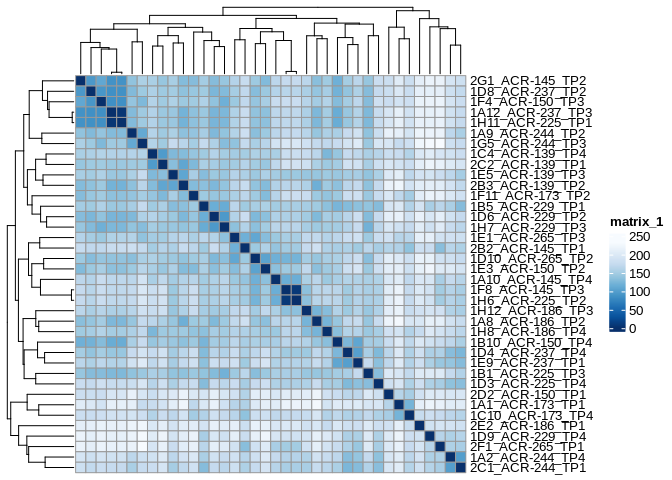 2G1_ACR-145_TP2
1D8_ACR-237_TP2
1F4_ACR-150_TP3
1A12_ACR-237_TP3
1H11_ACR-225_TP1
1A9_ACR-244_TP2
1G5_ACR-244_TP3
1C4_ACR-139_TP4
2C2_ACR-139_TP1
1E5_ACR-139_TP3
2B3_ACR-139_TP2
1F11_ACR-173_TP2
1B5_ACR-229_TP1
1D6_ACR-229_TP2
1H7_ACR-229_TP3
1E1_ACR-265_TP3
2B2_ACR-145_TP1
1D10_ACR-265_TP2
1E3_ACR-150_TP2
1A10_ACR-145_TP4
1F8_ACR-145_TP3
1H6_ACR-225_TP2
1H12_ACR-186_TP3
1A8_ACR-186_TP2
1H8_ACR-186_TP4
1B10_ACR-150_TP4
1D4_ACR-237_TP4
1E9_ACR-237_TP1
1B1_ACR-225_TP3
1D3_ACR-225_TP4
2D2_ACR-150_TP1
1A1_ACR-173_TP1
1C10_ACR-173_TP4
2E2_ACR-186_TP1
1D9_ACR-229_TP4
2F1_ACR-265_TP1
1A2_ACR-244_TP4
2C1_ACR-244_TP1
matrix_1
250
200
150
100
50
0